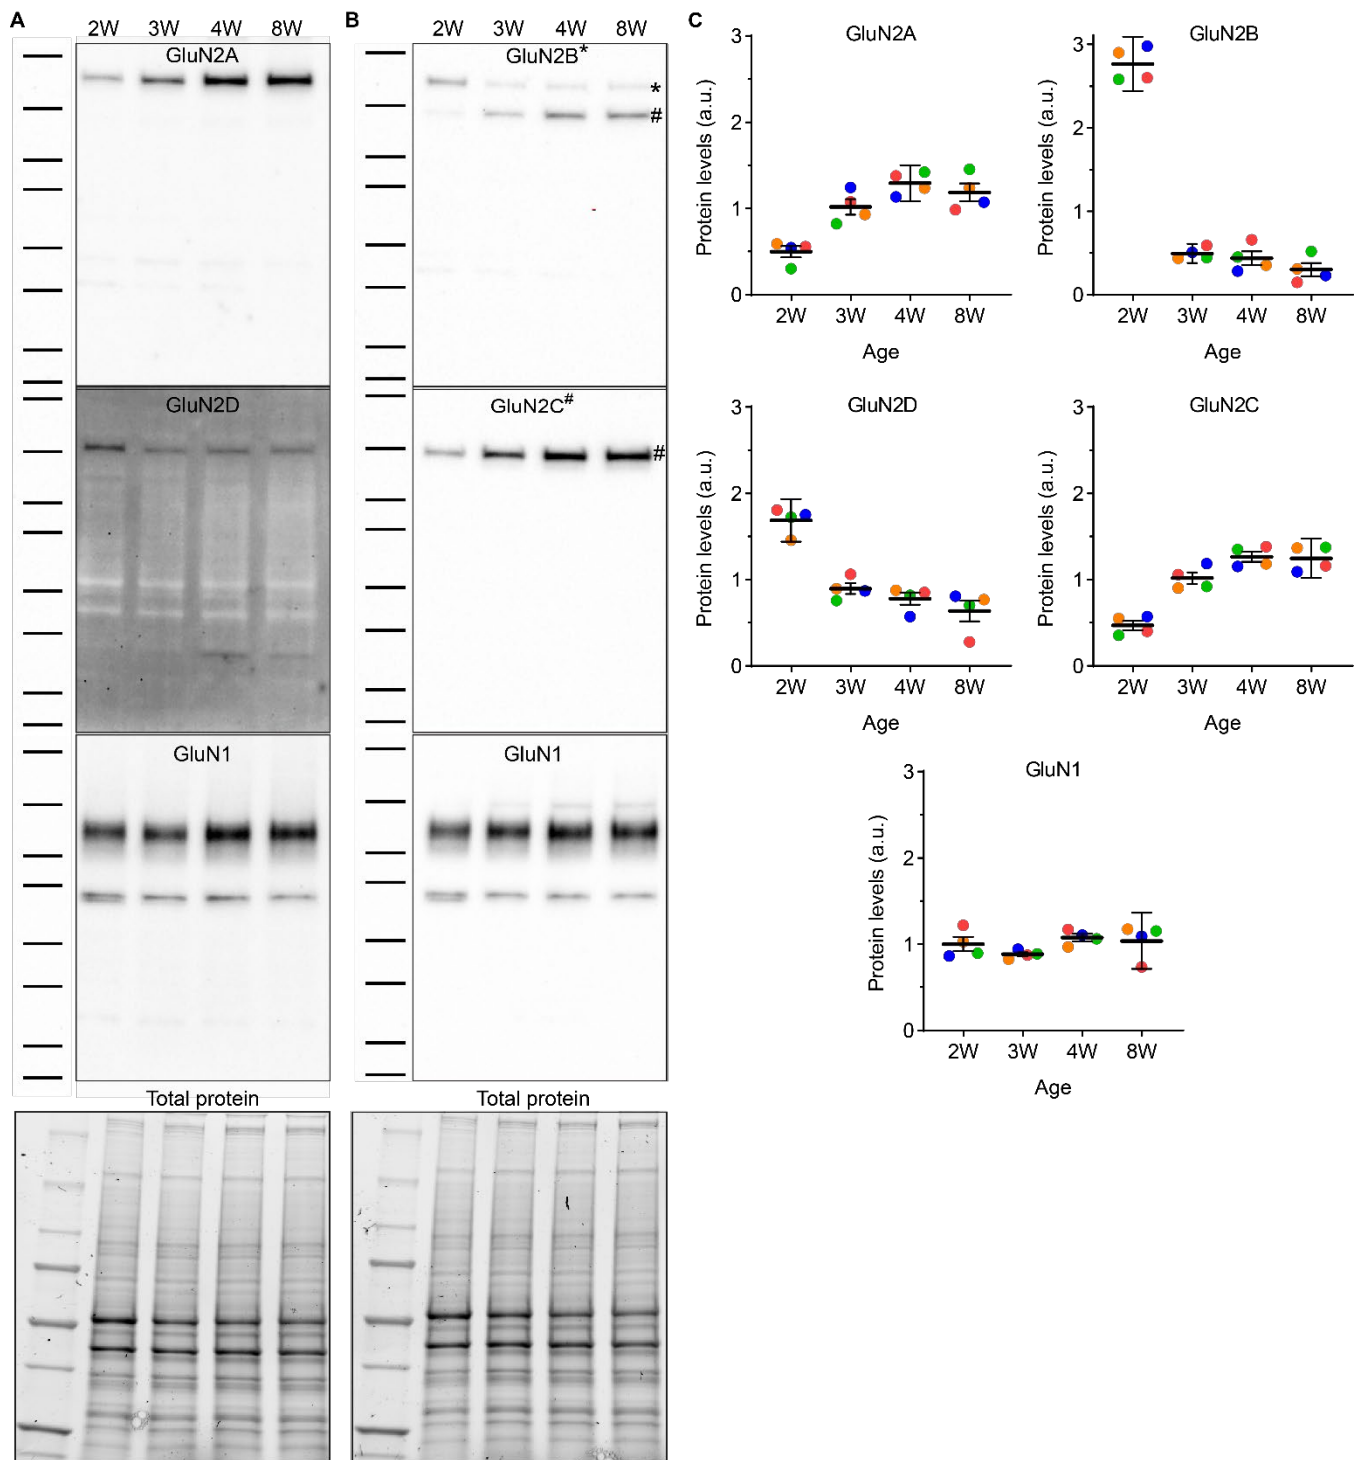 A
2W 3W 4W 8W
GluN2A
GluN2D
GluN1
Total protein
B
2W 3W 4W 8W
GluN2B*
*
#
GluN2C#
#
GluN1
Total protein
C
GluN2A
Protein levels (a.u.)
3
2
1
0
2W 3W 4W 8W
Age
GluN2B
Protein levels (a.u.)
3
2
1
0
2W 3W 4W 8W
Age
GluN2D
Protein levels (a.u.)
3
2
1
0
2W 3W 4W 8W
Age
GluN2C
Protein levels (a.u.)
3
2
1
0
2W 3W 4W 8W
Age
GluN1
Protein levels (a.u.)
3
2
1
0
2W 3W 4W 8W
Age